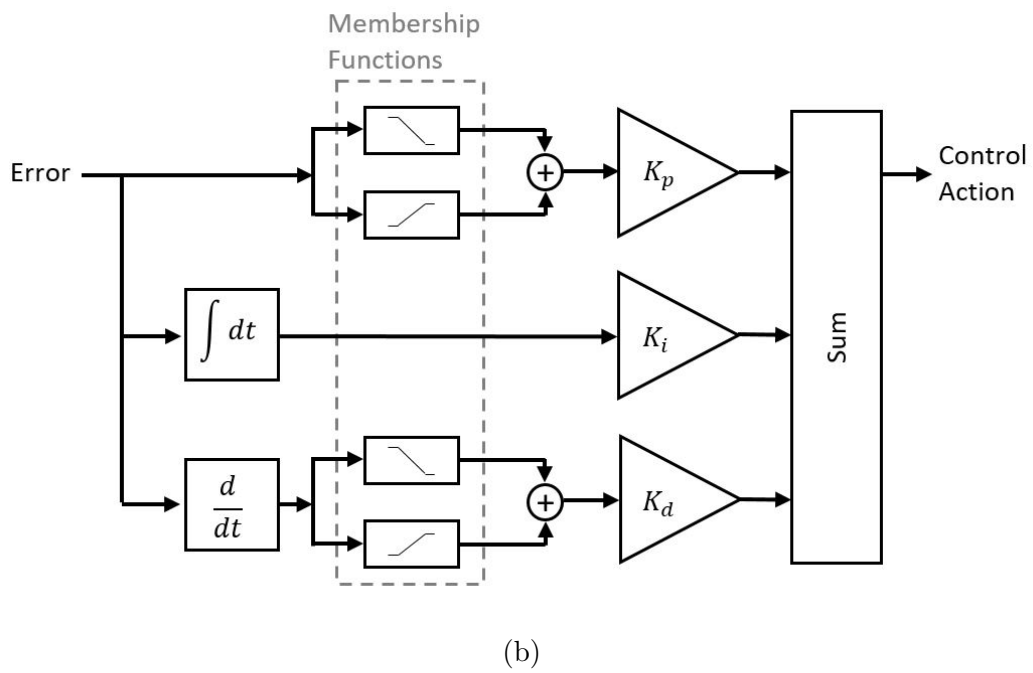 Membership
Functions
Error
K_p
Control
Action
∫ dt
K_i
Sum
d
dt
K_d
+
+
(b)